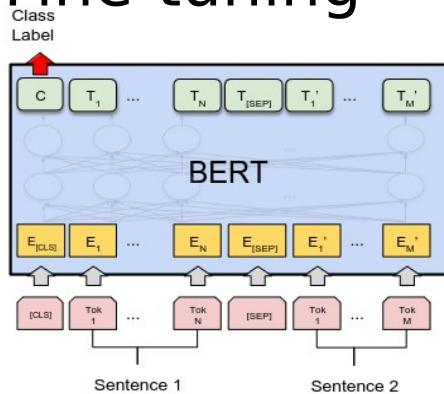 Fine-tuning
Class
Label
C T1 ... TN T[SEP] T1' ... TM'
...
BERT
...
E[CLS] E1 ... EN E[SEP] E1' ... EM'
[CLS] Tok 1 ... Tok N [SEP] Tok 1 ... Tok M
Sentence 1 Sentence 2